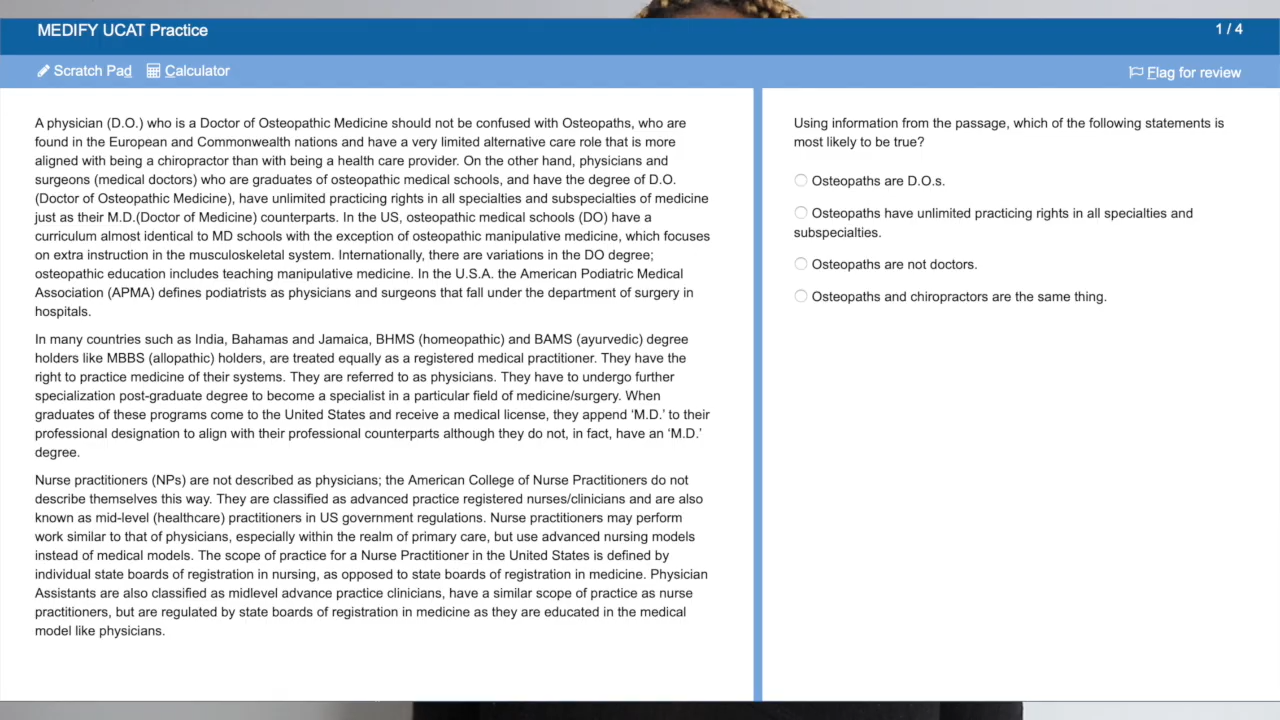 MEDIFY UCAT Practice
1 / 4
Scratch Pad
Calculator
Flag for review
A physician (D.O.) who is a Doctor of Osteopathic Medicine should not be confused with Osteopaths, who are
found in the European and Commonwealth nations and have a very limited alternative care role that is more
aligned with being a chiropractor than with being a health care provider. On the other hand, physicians and
surgeons (medical doctors) who are graduates of osteopathic medical schools, and have the degree of D.O.
(Doctor of Osteopathic Medicine), have unlimited practicing rights in all specialties and subspecialties of medicine
just as their M.D.(Doctor of Medicine) counterparts. In the US, osteopathic medical schools (DO) have a
curriculum almost identical to MD schools with the exception of osteopathic manipulative medicine, which focuses
on extra instruction in the musculoskeletal system. Internationally, there are variations in the DO degree;
osteopathic education includes teaching manipulative medicine. In the U.S.A. the American Podiatric Medical
Association (APMA) defines podiatrists as physicians and surgeons that fall under the department of surgery in
hospitals.
In many countries such as India, Bahamas and Jamaica, BHMS (homeopathic) and BAMS (ayurvedic) degree
holders like MBBS (allopathic) holders, are treated equally as a registered medical practitioner. They have the
right to practice medicine of their systems. They are referred to as physicians. They have to undergo further
specialization post-graduate degree to become a specialist in a particular field of medicine/surgery. When
graduates of these programs come to the United States and receive a medical license, they append ‘M.D.’ to their
professional designation to align with their professional counterparts although they do not, in fact, have an ‘M.D.’
degree.
Nurse practitioners (NPs) are not described as physicians; the American College of Nurse Practitioners do not
describe themselves this way. They are classified as advanced practice registered nurses/clinicians and are also
known as mid-level (healthcare) practitioners in US government regulations. Nurse practitioners may perform
work similar to that of physicians, especially within the realm of primary care, but use advanced nursing models
instead of medical models. The scope of practice for a Nurse Practitioner in the United States is defined by
individual state boards of registration in nursing, as opposed to state boards of registration in medicine. Physician
Assistants are also classified as midlevel advance practice clinicians, have a similar scope of practice as nurse
practitioners, but are regulated by state boards of registration in medicine as they are educated in the medical
model like physicians.
Using information from the passage, which of the following statements is
most likely to be true?
Osteopaths are D.O.s.
Osteopaths have unlimited practicing rights in all specialties and
subspecialties.
Osteopaths are not doctors.
Osteopaths and chiropractors are the same thing.